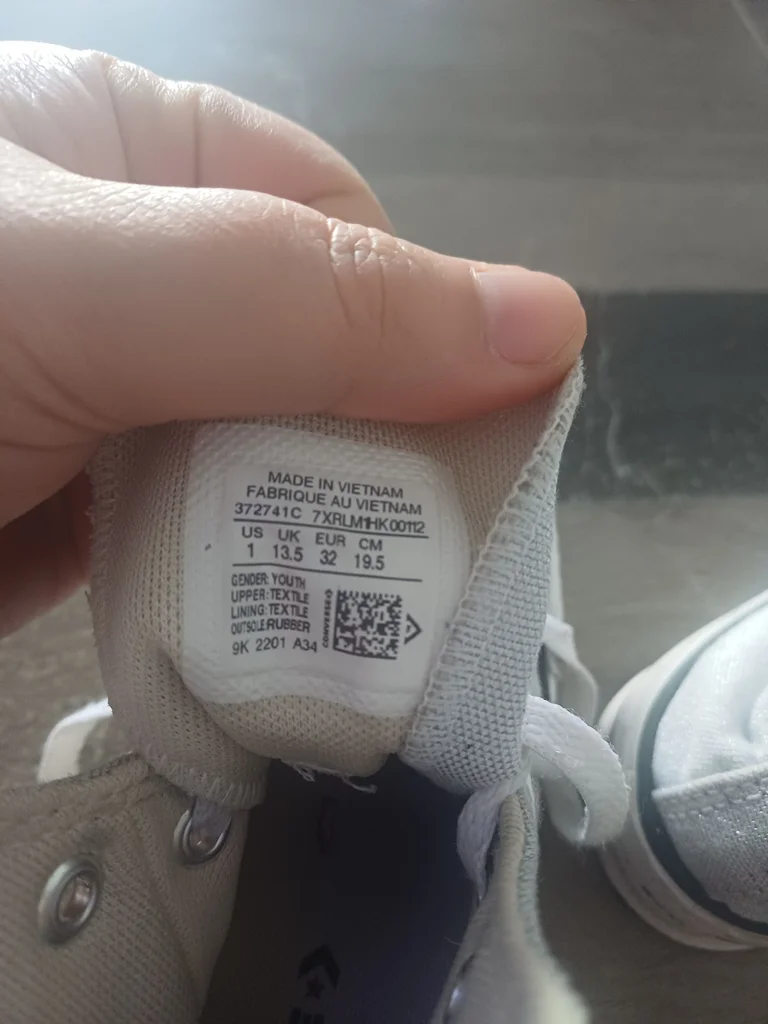 MADE IN VIETNAM
FABRIQUE AU VIETNAM
372741C 7XRLM1HK00112
US UK EUR CM
1 13.5 32 19.5
GENDER: YOUTH
UPPER: TEXTILE
LINING: TEXTILE
OUTSOLE:RUBBER
CONVERSE©
9K 2201 A34